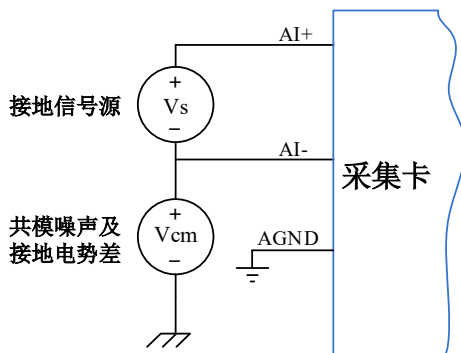 AI+
+
接地信号源
Vs
−
AI-
采集卡
+
共模噪声及
接地电势差
Vcm
AGND
−